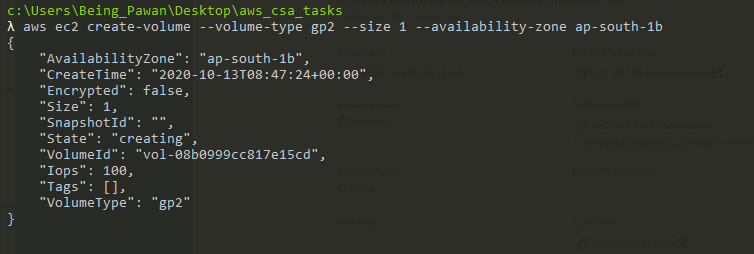 c:\Users\Being_Pawan\Desktop\aws_csa_tasks
λ aws ec2 create-volume --volume-type gp2 --size 1 --availability-zone ap-south-1b
{
    "AvailabilityZone": "ap-south-1b",
    "CreateTime": "2020-10-13T08:47:24+00:00",
    "Encrypted": false,
    "Size": 1,
    "SnapshotId": "",
    "State": "creating",
    "VolumeId": "vol-08b0999cc817e15cd",
    "Iops": 100,
    "Tags": [],
    "VolumeType": "gp2"
}